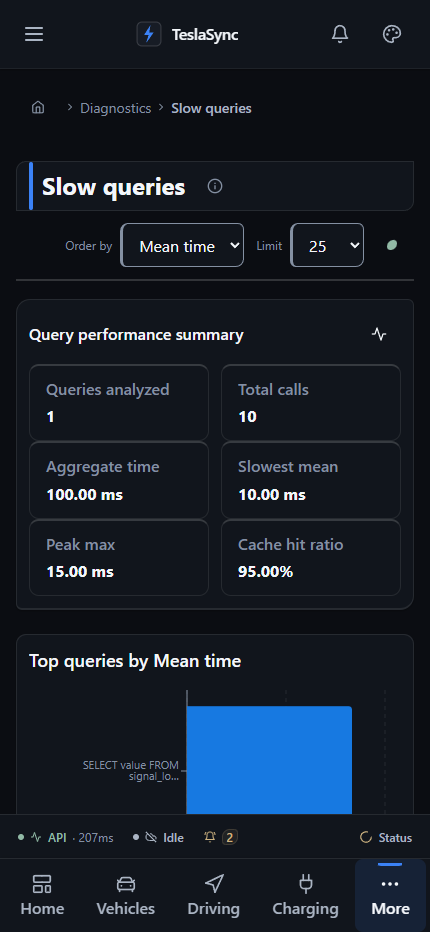 TeslaSync
Diagnostics
Slow queries
Slow queries
Order by
Mean time
Limit
25
Query performance summary
Queries analyzed
1
Total calls
10
Aggregate time
100.00 ms
Slowest mean
10.00 ms
Peak max
15.00 ms
Cache hit ratio
95.00%
Top queries by Mean time
SELECT value FROM
signal_lo...
API · 207ms
Idle
2
Status
Home
Vehicles
Driving
Charging
More